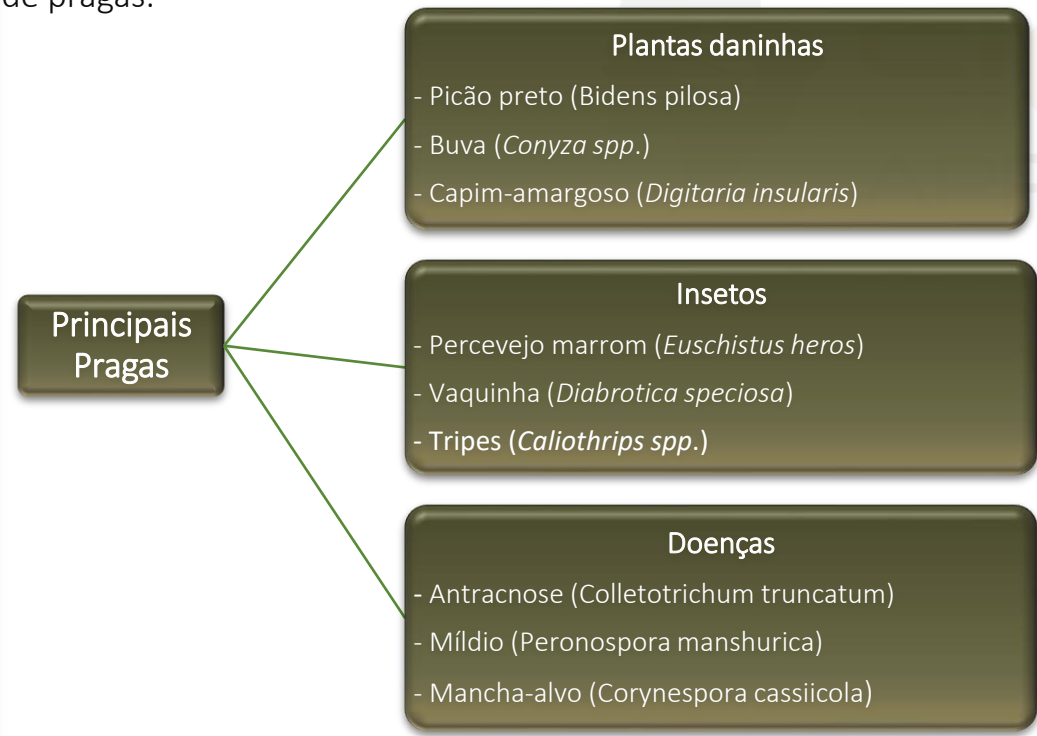 de pragas.
Plantas daninhas
- Picão preto (Bidens pilosa)
- Buva (Conyza spp.)
- Capim-amargoso (Digitaria insularis)
Principais
Pragas
Insetos
- Percevejo marrom (Euschistus heros)
- Vaquinha (Diabrotica speciosa)
- Tripes (Caliothrips spp.)
Doenças
- Antracnose (Colletotrichum truncatum)
- Míldio (Peronospora manshurica)
- Mancha-alvo (Corynespora cassiicola)